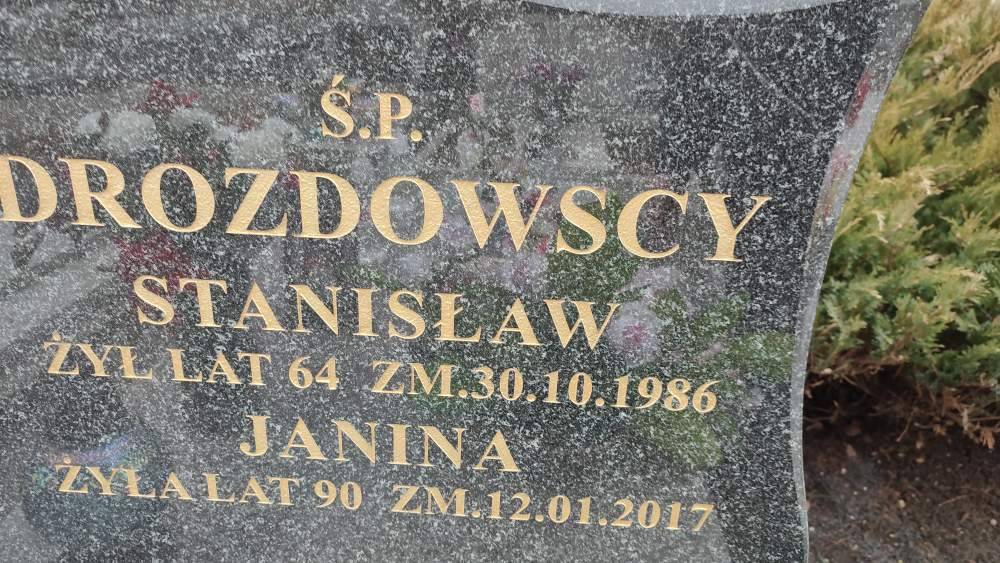 Ś.P.
DROZDOWSCY
STANISŁAW
ŻYŁ LAT 64 ZM.30.10.1986
JANINA
ŻYŁA LAT 90 ZM.12.01.2017